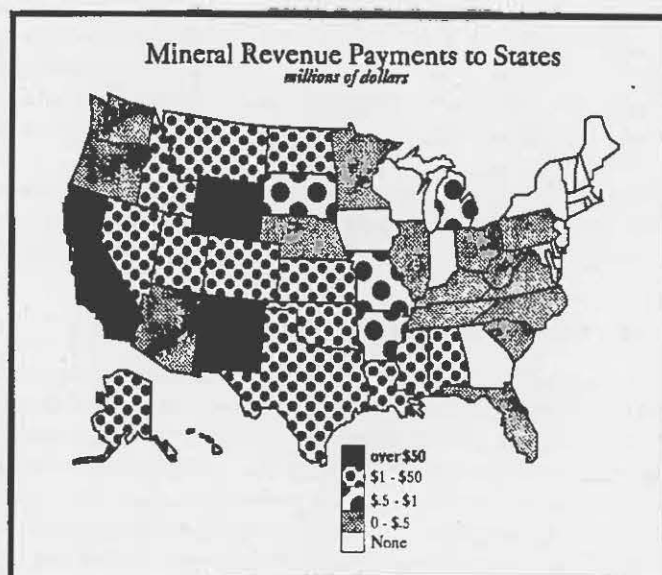 Mineral Revenue Payments to States
millions of dollars
over $50
$1 - $50
$.5 - $1
0 - $.5
None